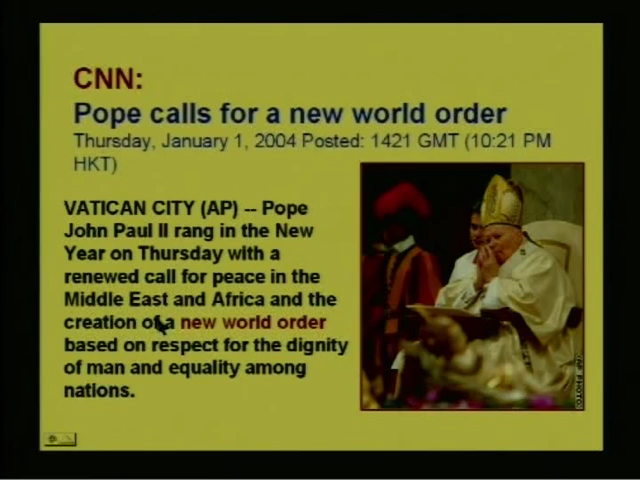 CNN:
Pope calls for a new world order
Thursday, January 1, 2004 Posted: 1421 GMT (10:21 PM
HKT)
VATICAN CITY (AP) -- Pope
John Paul II rang in the New
Year on Thursday with a
renewed call for peace in the
Middle East and Africa and the
creation of a new world order
based on respect for the dignity
of man and equality among
nations.
AP PHOTO